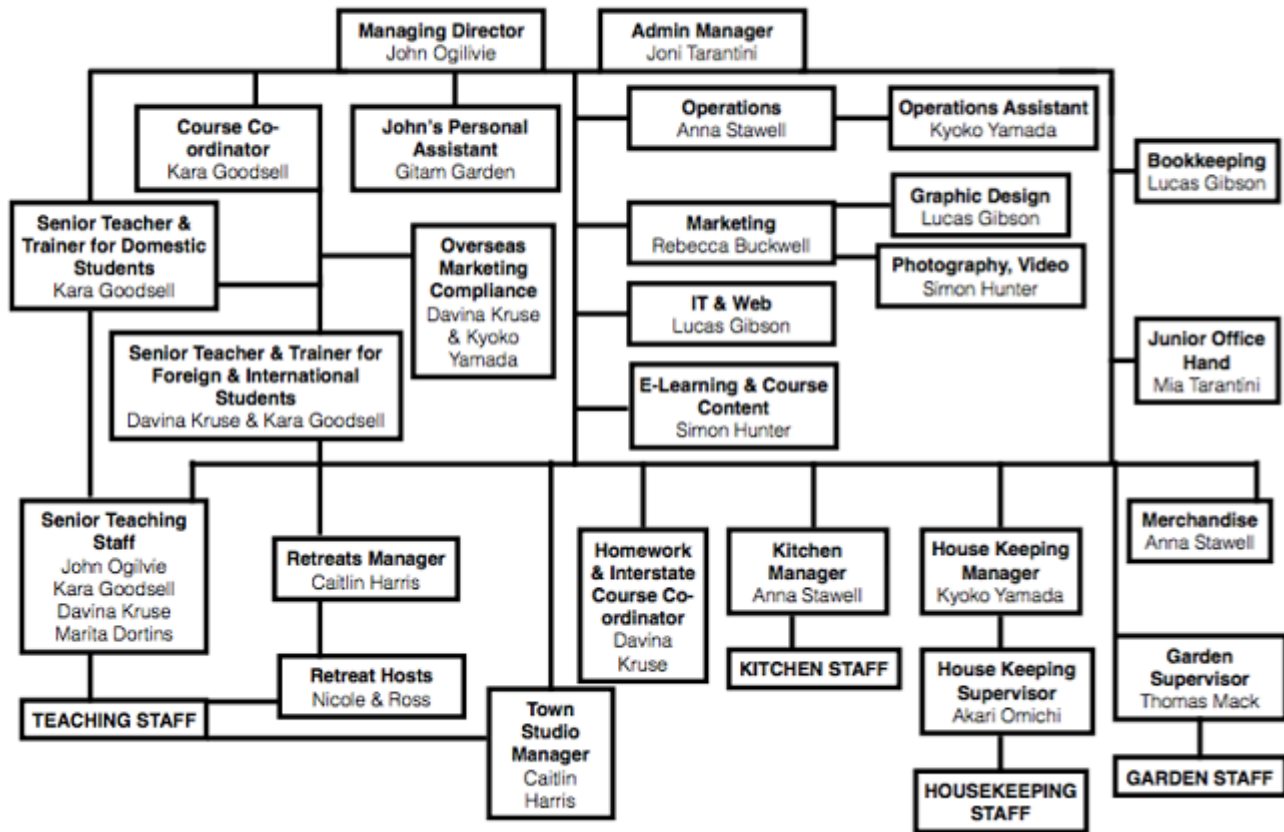 Managing Director
John Ogilivie
Admin Manager
Joni Tarantini
Course Co-
ordinator
Kara Goodsell
John's Personal
Assistant
Gitam Garden
Operations
Anna Stawell
Operations Assistant
Kyoko Yamada
Bookkeeping
Lucas Gibson
Senior Teacher &
Trainer for Domestic
Students
Kara Goodsell
Overseas
Marketing
Compliance
Davina Kruse
& Kyoko
Yamada
Marketing
Rebecca Buckwell
Graphic Design
Lucas Gibson
Photography, Video
Simon Hunter
IT & Web
Lucas Gibson
Senior Teacher & Trainer for
Foreign & International
Students
Davina Kruse & Kara Goodsell
E-Learning & Course
Content
Simon Hunter
Junior Office
Hand
Mia Tarantini
Senior Teaching
Staff
John Ogilvie
Kara Goodsell
Davina Kruse
Marita Dortins
Retreats Manager
Caitlin Harris
Homework
& Interstate
Course Co-
ordinator
Davina
Kruse
Kitchen
Manager
Anna Stawell
House Keeping
Manager
Kyoko Yamada
Merchandise
Anna Stawell
Retreat Hosts
Nicole & Ross
KITCHEN STAFF
House Keeping
Supervisor
Akari Omichi
Garden
Supervisor
Thomas Mack
TEACHING STAFF
Town
Studio
Manager
Caitlin
Harris
HOUSEKEEPING
STAFF
GARDEN STAFF